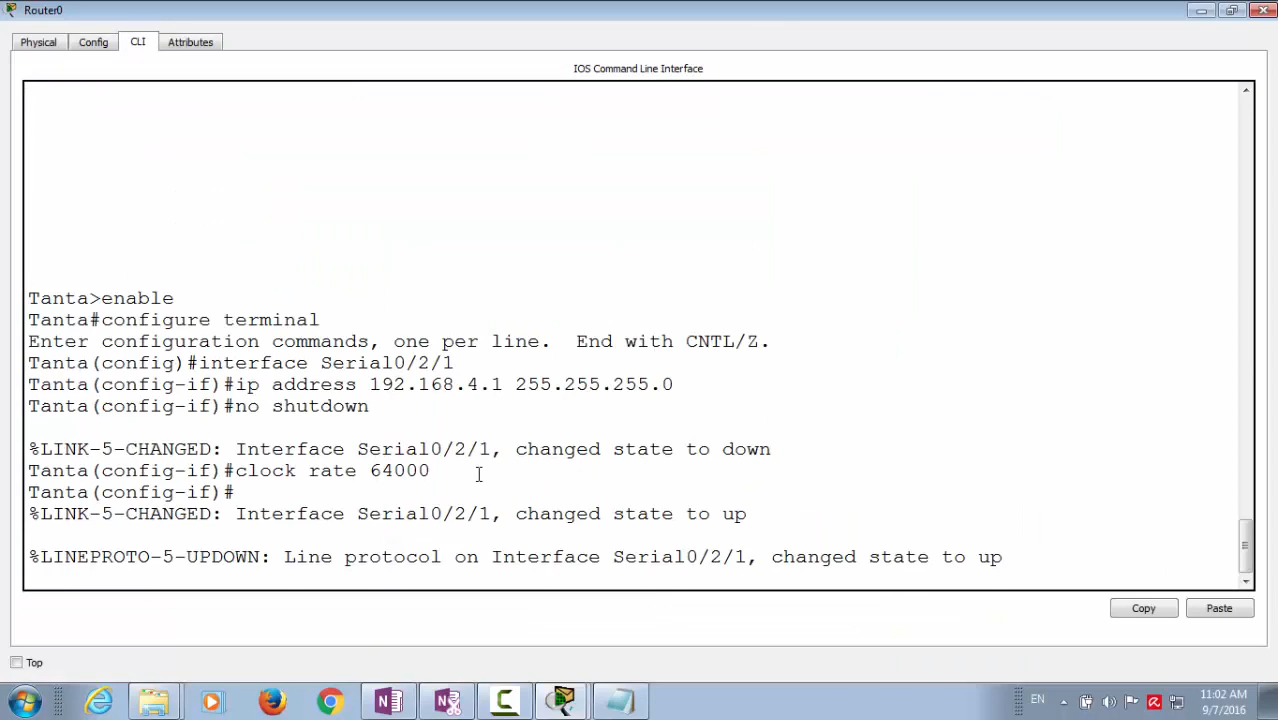 Router0
Physical Config CLI Attributes
IOS Command Line Interface
Tanta>enable
Tanta#configure terminal
Enter configuration commands, one per line.  End with CNTL/Z.
Tanta(config)#interface Serial0/2/1
Tanta(config-if)#ip address 192.168.4.1 255.255.255.0
Tanta(config-if)#no shutdown
%LINK-5-CHANGED: Interface Serial0/2/1, changed state to down
Tanta(config-if)#clock rate 64000
Tanta(config-if)#
%LINK-5-CHANGED: Interface Serial0/2/1, changed state to up
%LINEPROTO-5-UPDOWN: Line protocol on Interface Serial0/2/1, changed state to up
Copy Paste
Top
EN
11:02 AM
9/7/2016